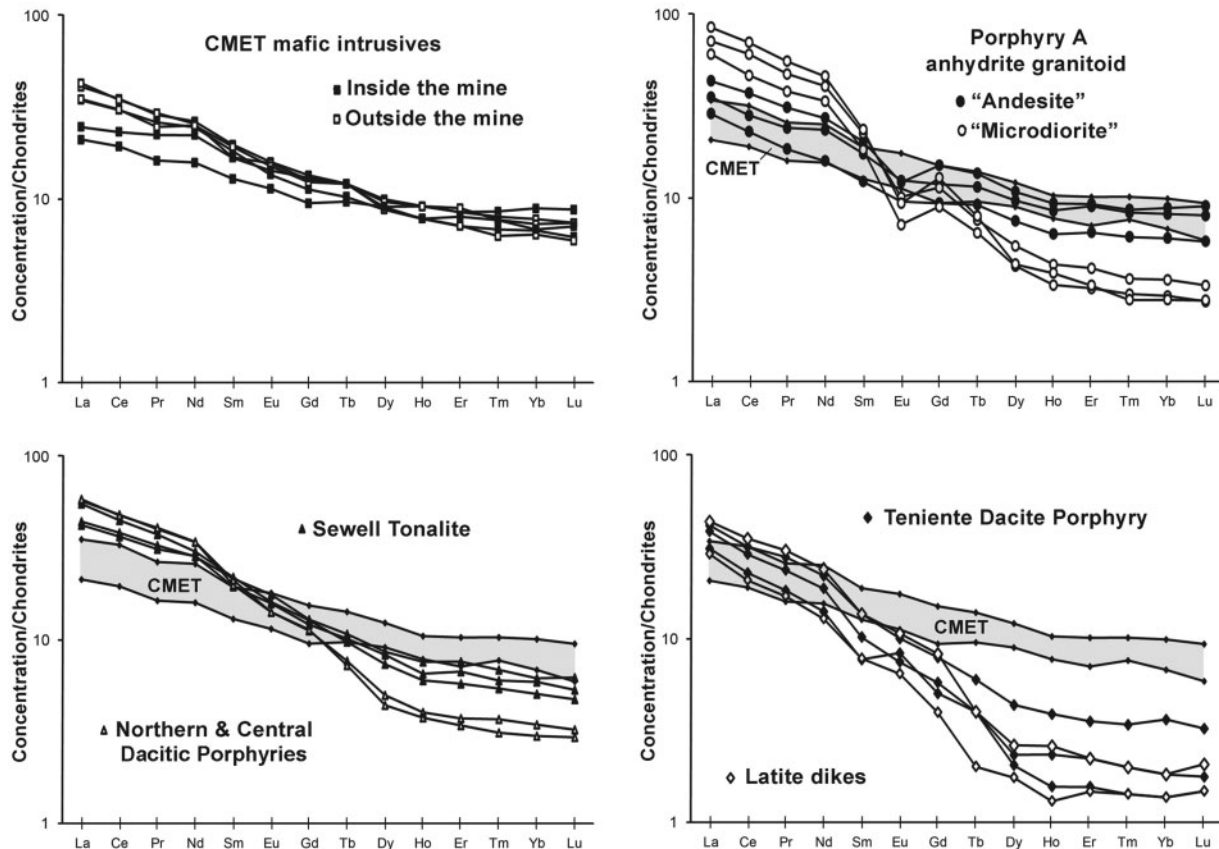 100
10
1
Concentration/Chondrites
CMET mafic intrusives
Inside the mine
Outside the mine
La Ce Pr Nd Sm Eu Gd Tb Dy Ho Er Tm Yb Lu
100
10
1
Concentration/Chondrites
Porphyry A
anhydrite granitoid
"Andesite"
"Microdiorite"
CMET
La Ce Pr Nd Sm Eu Gd Tb Dy Ho Er Tm Yb Lu
100
10
1
Concentration/Chondrites
Sewell Tonalite
CMET
Northern & Central
Dacitic Porphyries
La Ce Pr Nd Sm Eu Gd Tb Dy Ho Er Tm Yb Lu
100
10
1
Concentration/Chondrites
Teniente Dacite Porphyry
CMET
Latite dikes
La Ce Pr Nd Sm Eu Gd Tb Dy Ho Er Tm Yb Lu